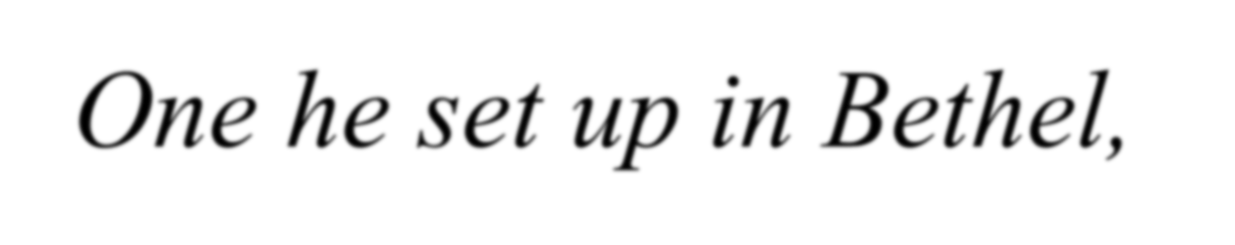 One he set up in Bethel,